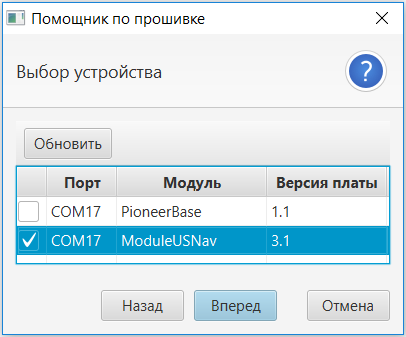 Помощник по прошивке
Выбор устройства
?
Обновить
Порт Модуль Версия платы
COM17 PioneerBase 1.1
COM17 ModuleUSNav 3.1
Назад Вперед Отмена